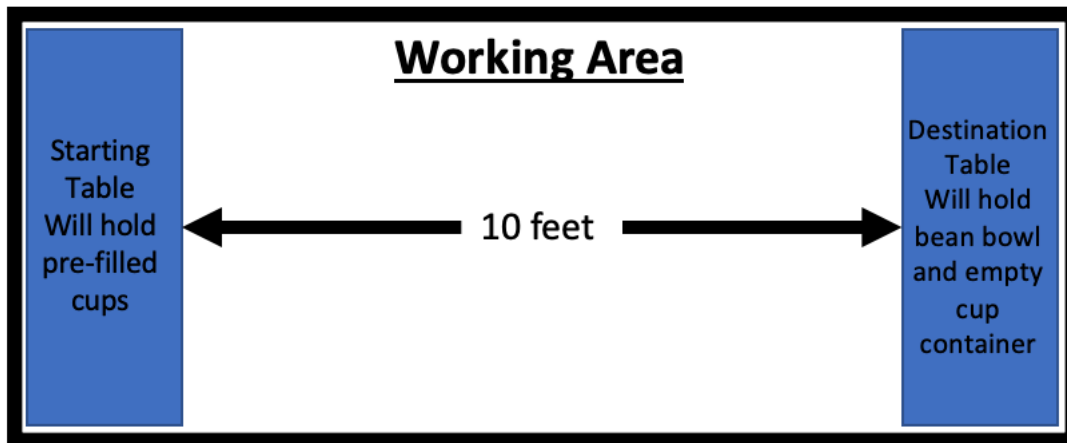 Working Area
Starting
Table
Will hold
pre-filled
cups
10 feet
Destination
Table
Will hold
bean bowl
and empty
cup
container